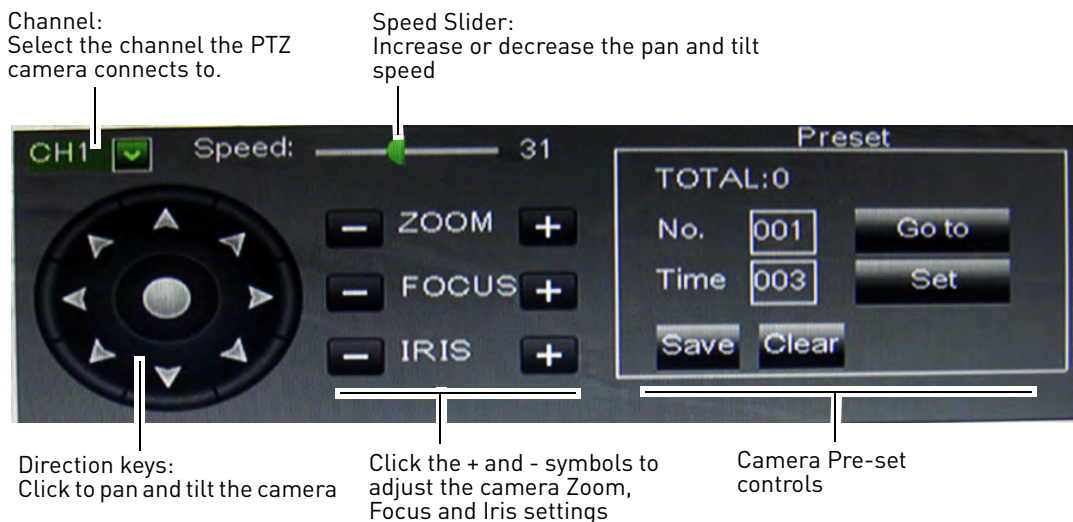 Channel:
Select the channel the PTZ
camera connects to.
Speed Slider:
Increase or decrease the pan and tilt
speed
CH1
Speed:
31
ZOOM
FOCUS
IRIS
Preset
TOTAL:0
No. 001 Go to
Time 003 Set
Save Clear
Direction keys:
Click to pan and tilt the camera
Click the + and - symbols to
adjust the camera Zoom,
Focus and Iris settings
Camera Pre-set
controls